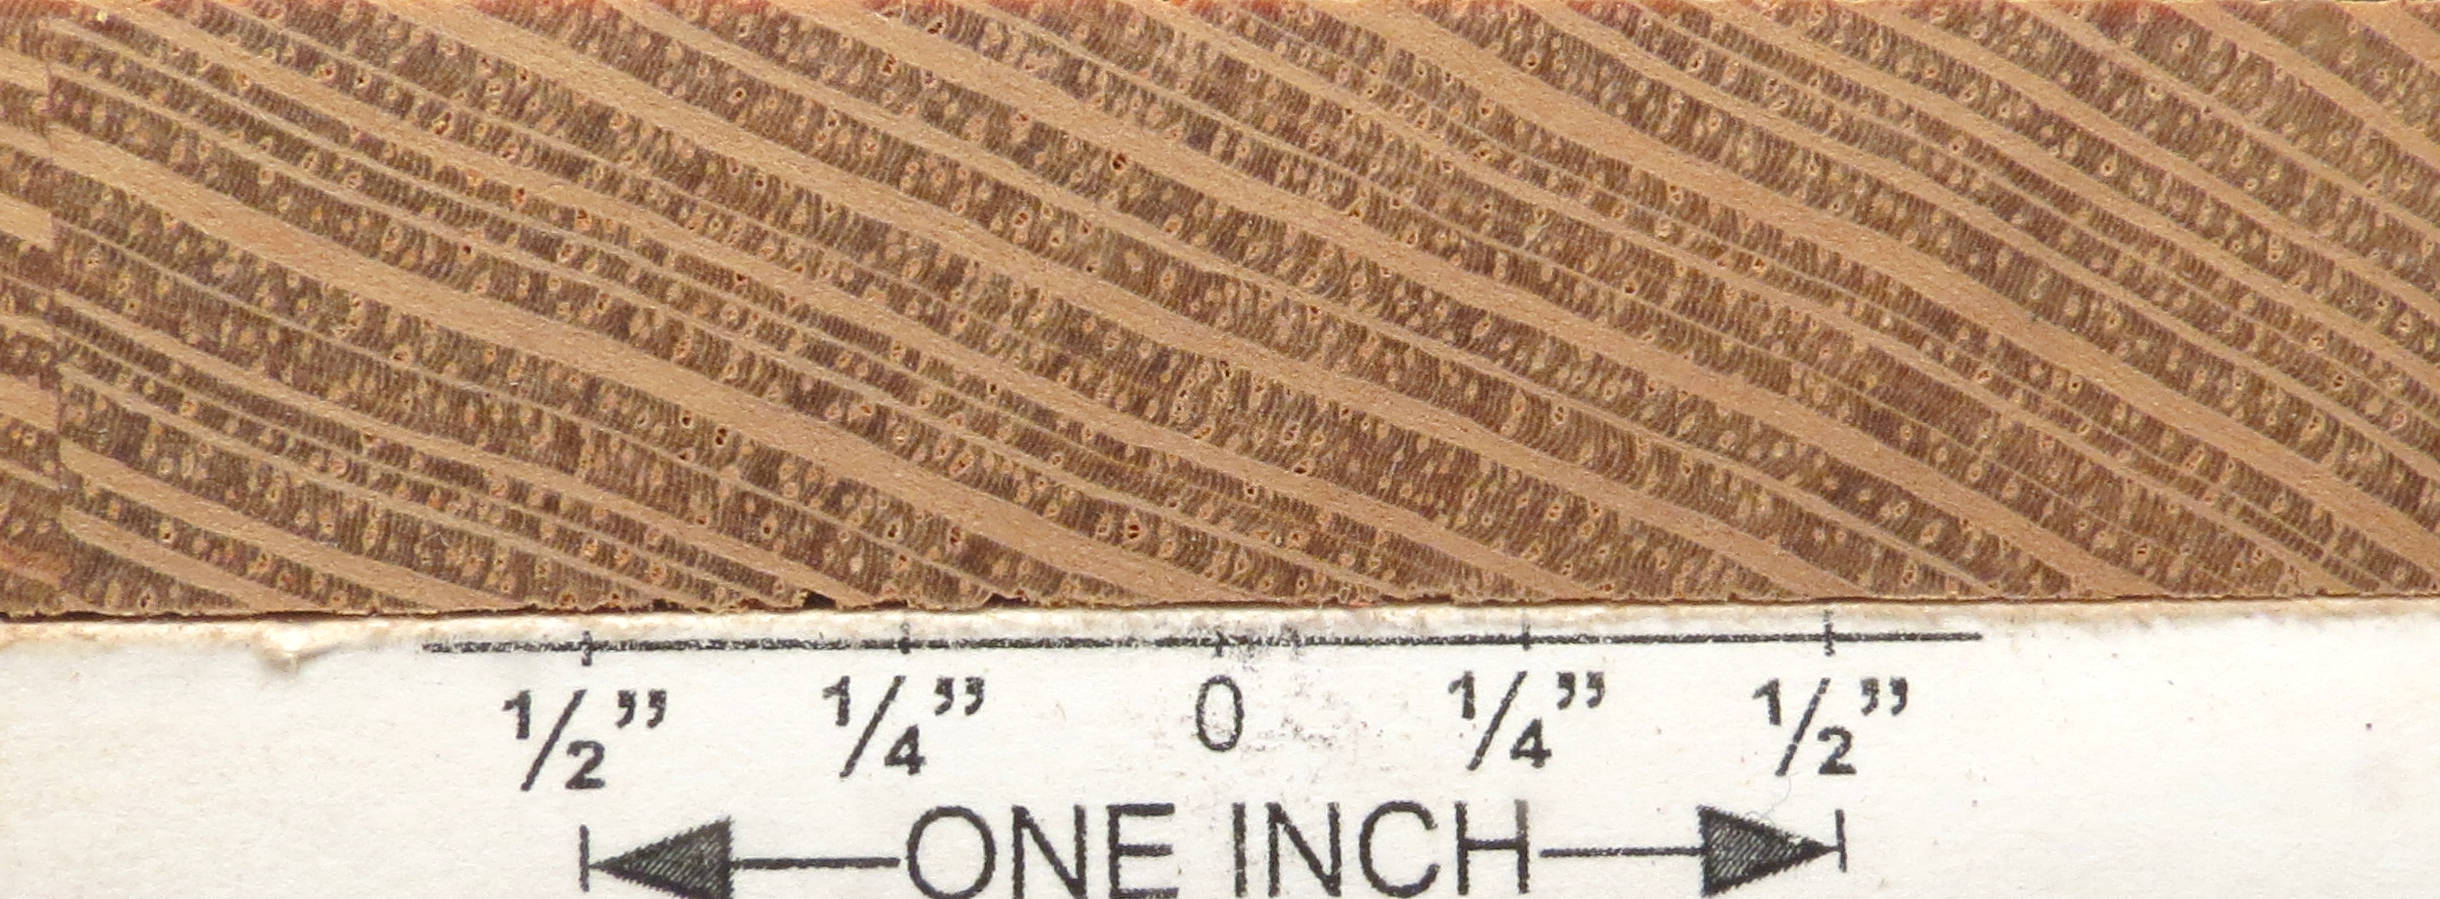 1/2” 1/4” 0 1/4” 1/2”
ONE INCH